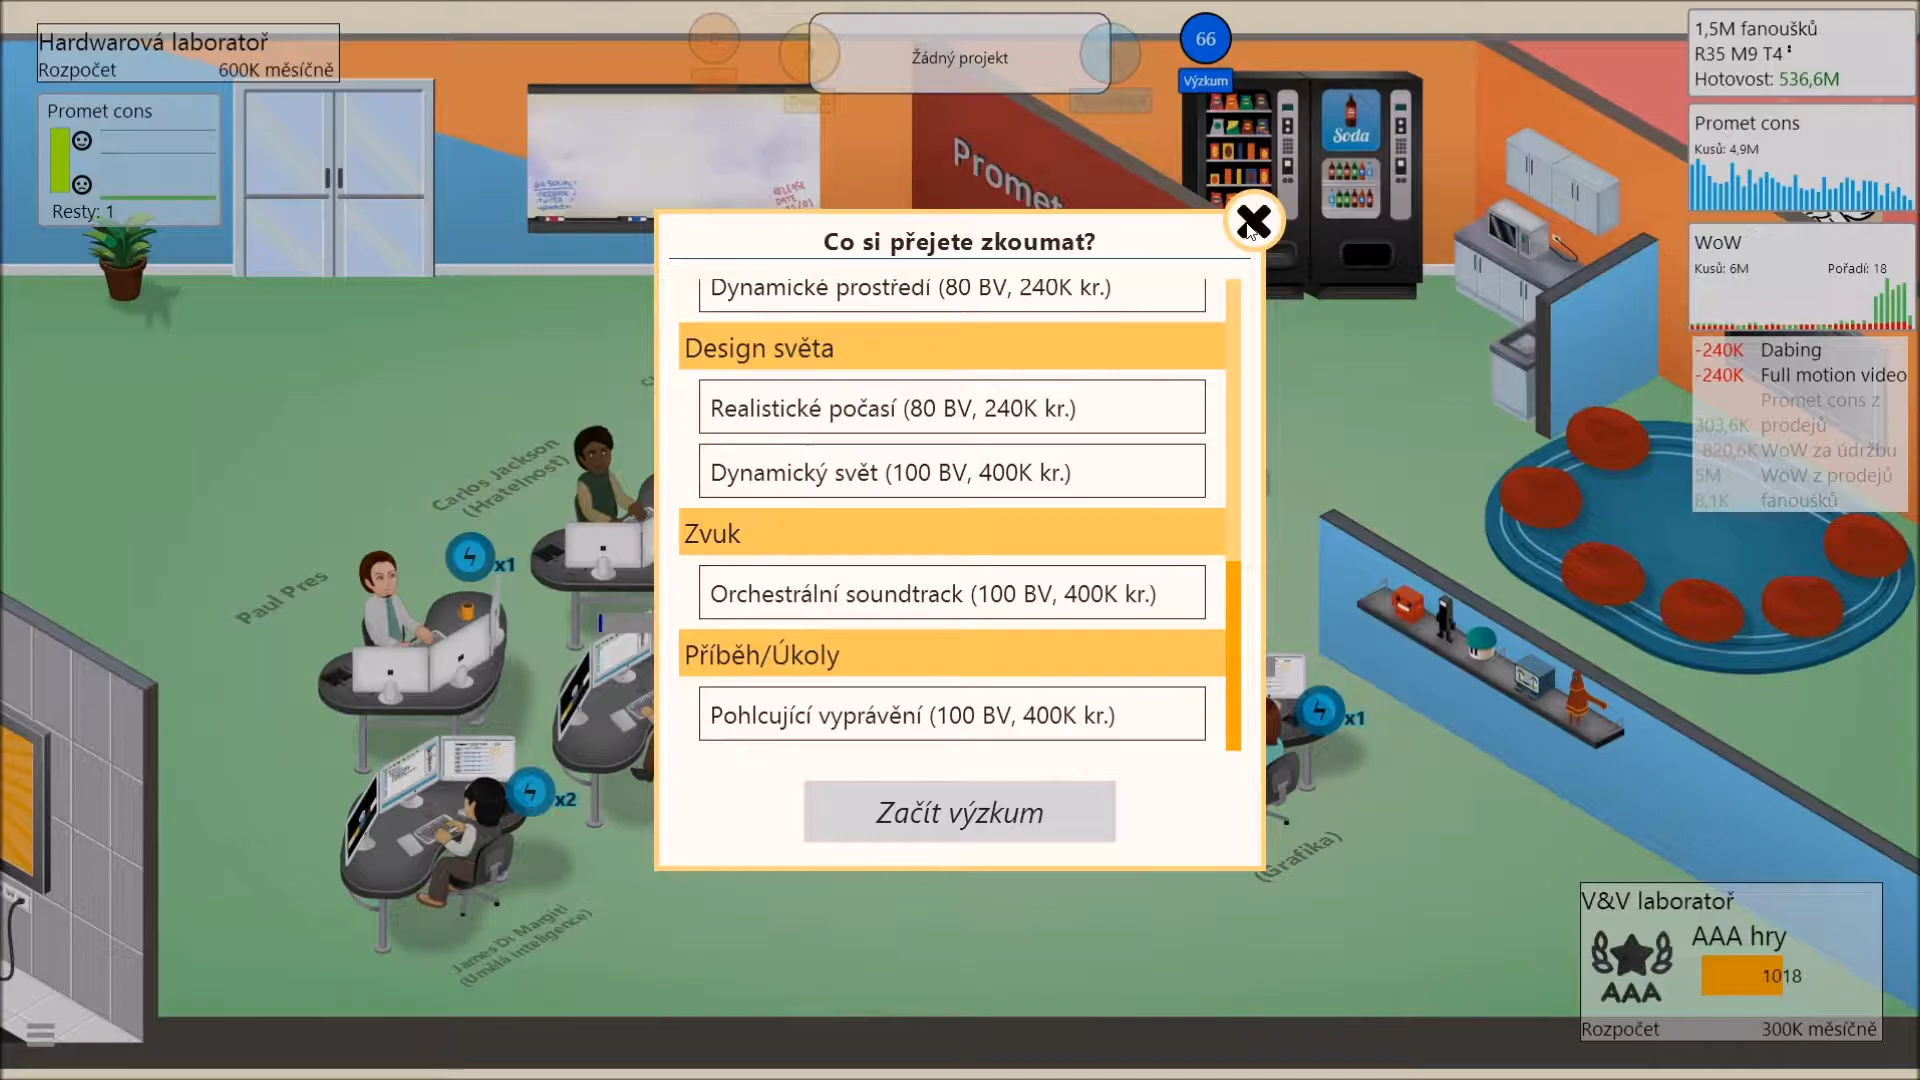 Hardwarová laboratoř
Rozpočet 600K měsíčně
Promet cons
Resty: 1
Žádný projekt
66
Výzkum
RELEASE
DATE
Promet
Soda
1,5M fanoušků
R35 M9 T4
Hotovost: 536,6M
Promet cons
Kusů: 4,9M
WoW
Kusů: 6M Pořadí: 18
-240K Dabing
-240K Full motion video
Promet cons z
303,6K prodejů
-820,6K WoW za údržbu
5M WoW z prodejů
8,1K fanoušků
Co si přejete zkoumat?
Dynamické prostředí (80 BV, 240K kr.)
Design světa
Realistické počasí (80 BV, 240K kr.)
Dynamický svět (100 BV, 400K kr.)
Zvuk
Orchestrální soundtrack (100 BV, 400K kr.)
Příběh/Úkoly
Pohlcující vyprávění (100 BV, 400K kr.)
Začít výzkum
Carlos Jackson
(Hratelnost)
x1
Paul Pres
x2
James Di Margiti
(Umělá inteligence)
x1
(Grafika)
V&V laboratoř
AAA hry
1018
AAA
Rozpočet 300K měsíčně